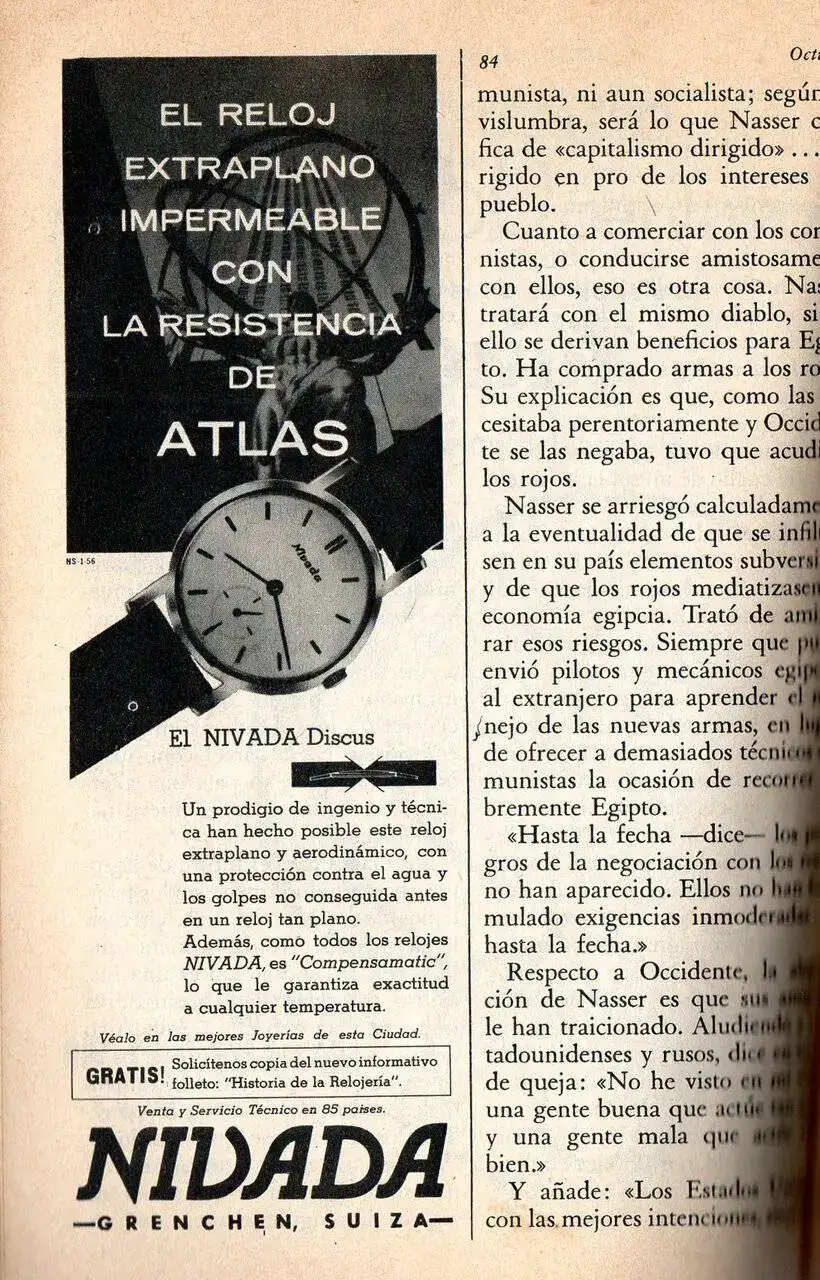 EL RELOJ
EXTRAPLANO
IMPERMEABLE
CON
LA RESISTENCIA
DE
ATLAS
Nivada
NS-1-56
El NIVADA Discus
Un prodigio de ingenio y técni-
ca han hecho posible este reloj
extraplano y aerodinámico, con
una protección contra el agua y
los golpes no conseguida antes
en un reloj tan plano.
Además, como todos los relojes
NIVADA, es "Compensamatic",
lo que le garantiza exactitud
a cualquier temperatura.
Véalo en las mejores Joyerías de esta Ciudad.
GRATIS!
Solicítenos copia del nuevo informativo
folleto: "Historia de la Relojería".
Venta y Servicio Técnico en 85 países.
NIVADA
—GRENCHEN, SUIZA—
84
munista, ni aun socialista; según
vislumbra, será lo que Nasser
fica de «capitalismo dirigido» ...
rigido en pro de los intereses
pueblo.
Cuanto a comerciar con los
nistas, o conducirse
con ellos, eso es otra cosa.
tratará con el mismo diablo, si
ello se derivan beneficios para
to. Ha comprado armas a los
Su explicación es que, como las
cesitaba perentoriamente y
te se las negaba, tuvo que
los rojos.
Nasser se arriesgó
a la eventualidad de que se
sen en su país elementos
y de que los rojos
economía egipcia. Trató de
rar esos riesgos. Siempre que
envió pilotos y mecánicos
al extranjero para aprender el
nejo de las nuevas armas, en
de ofrecer a demasiados
munistas la ocasión de
bremente Egipto.
«Hasta la fecha —dice— los
gros de la negociación con los
no han aparecido. Ellos no han
mulado exigencias
hasta la fecha.»
Respecto a Occidente, la
ción de Nasser es que sus
le han traicionado.
tadounidenses y rusos, dice
de queja: «No he visto en
una gente buena que actúe
y una gente mala que
bien.»
Y añade: «Los Estados
con las mejores intenciones